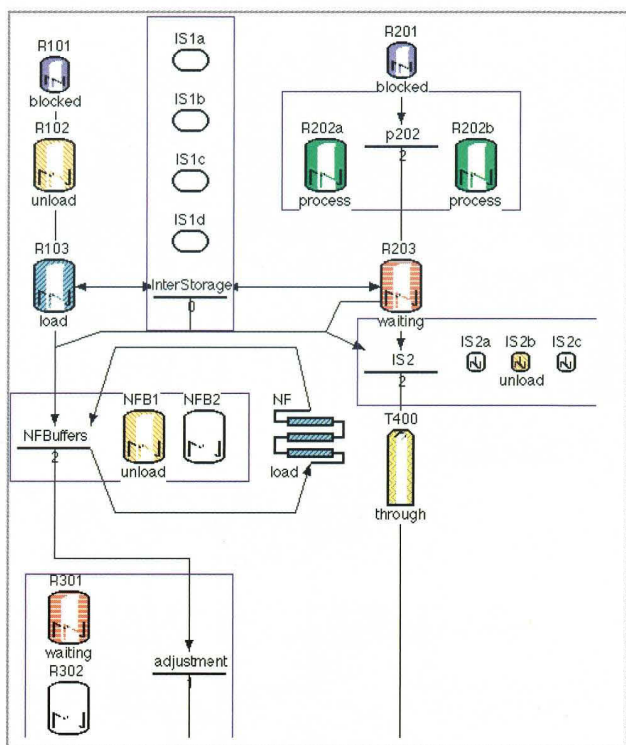 R101
blocked
R102
unload
R103
load
IS1a
IS1b
IS1c
IS1d
InterStorage
0
R201
blocked
R202a
process
p202
2
R202b
process
R203
waiting
IS2
2
IS2a
IS2b
unload
IS2c
T400
through
NFBuffers
2
NFB1
unload
NFB2
NF
load
R301
waiting
R302
adjustment
1